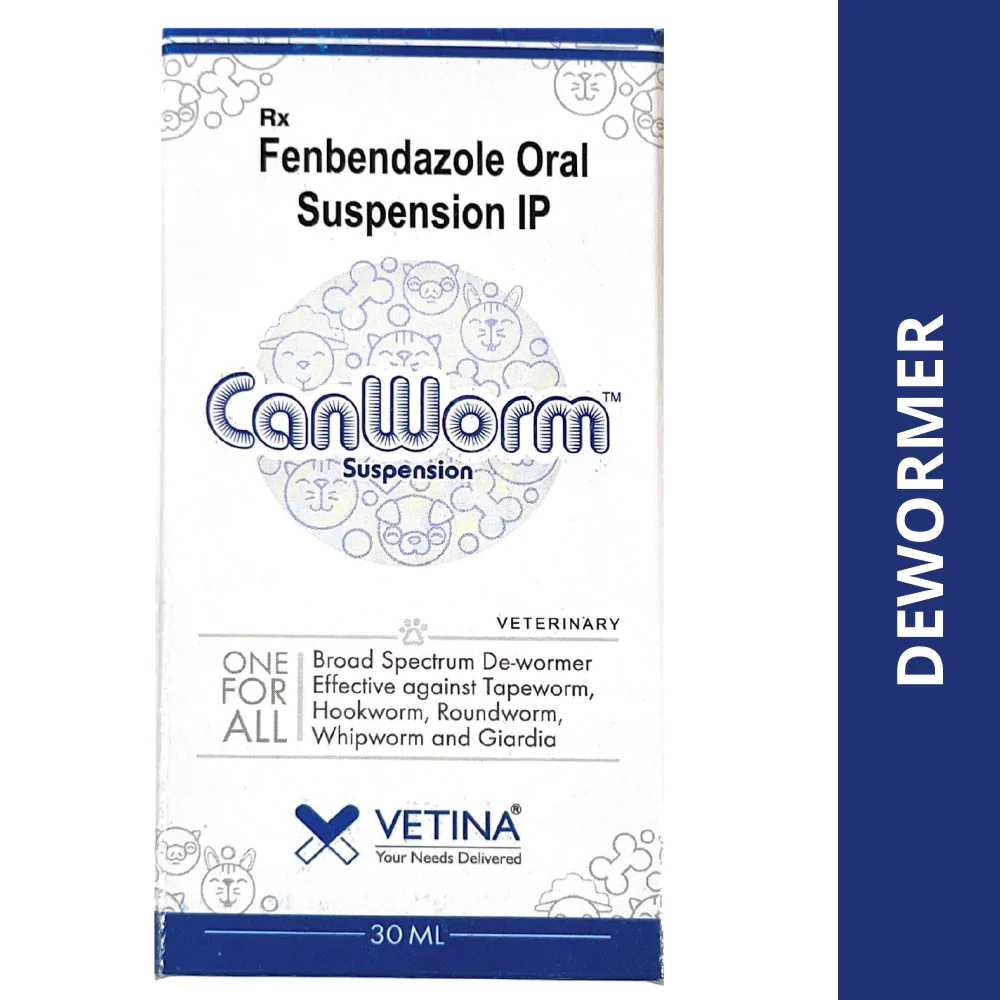 Rx
Fenbendazole Oral
Suspension IP
CanWorm™
Suspension
VETERINARY
ONE
FOR
ALL
Broad Spectrum De-wormer
Effective against Tapeworm,
Hookworm, Roundworm,
Whipworm and Giardia
VETINA®
Your Needs Delivered
30 ML
DEWORMER